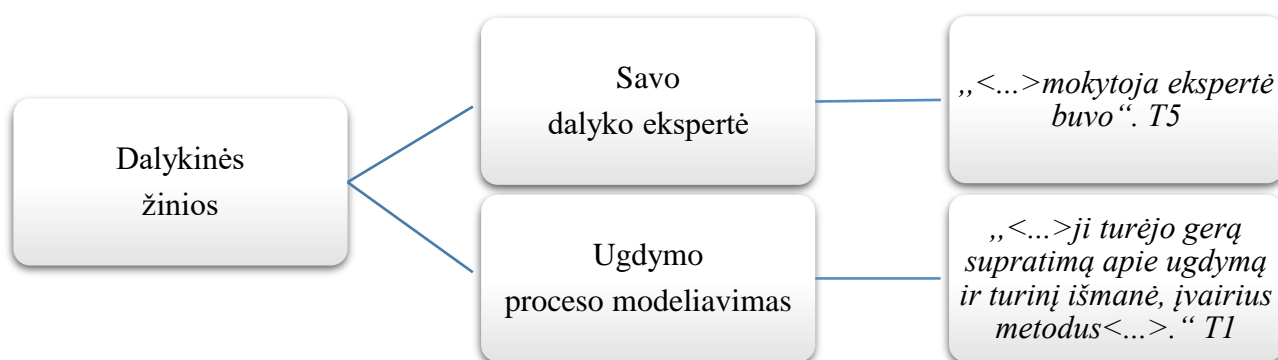 Dalykinės
žinios
Savo
dalyko ekspertė
,,<...>mokytoja ekspertė
buvo“. T5
Ugdymo
proceso modeliavimas
,,<...>ji turėjo gerą
supratimą apie ugdymą
ir turinį išmanė, įvairius
metodus<...>.“ T1